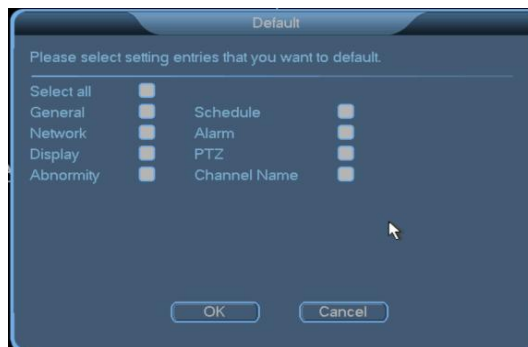 Default
Please select setting entries that you want to default.
Select all
General Schedule
Network Alarm
Display PTZ
Abnormity Channel Name
OK Cancel